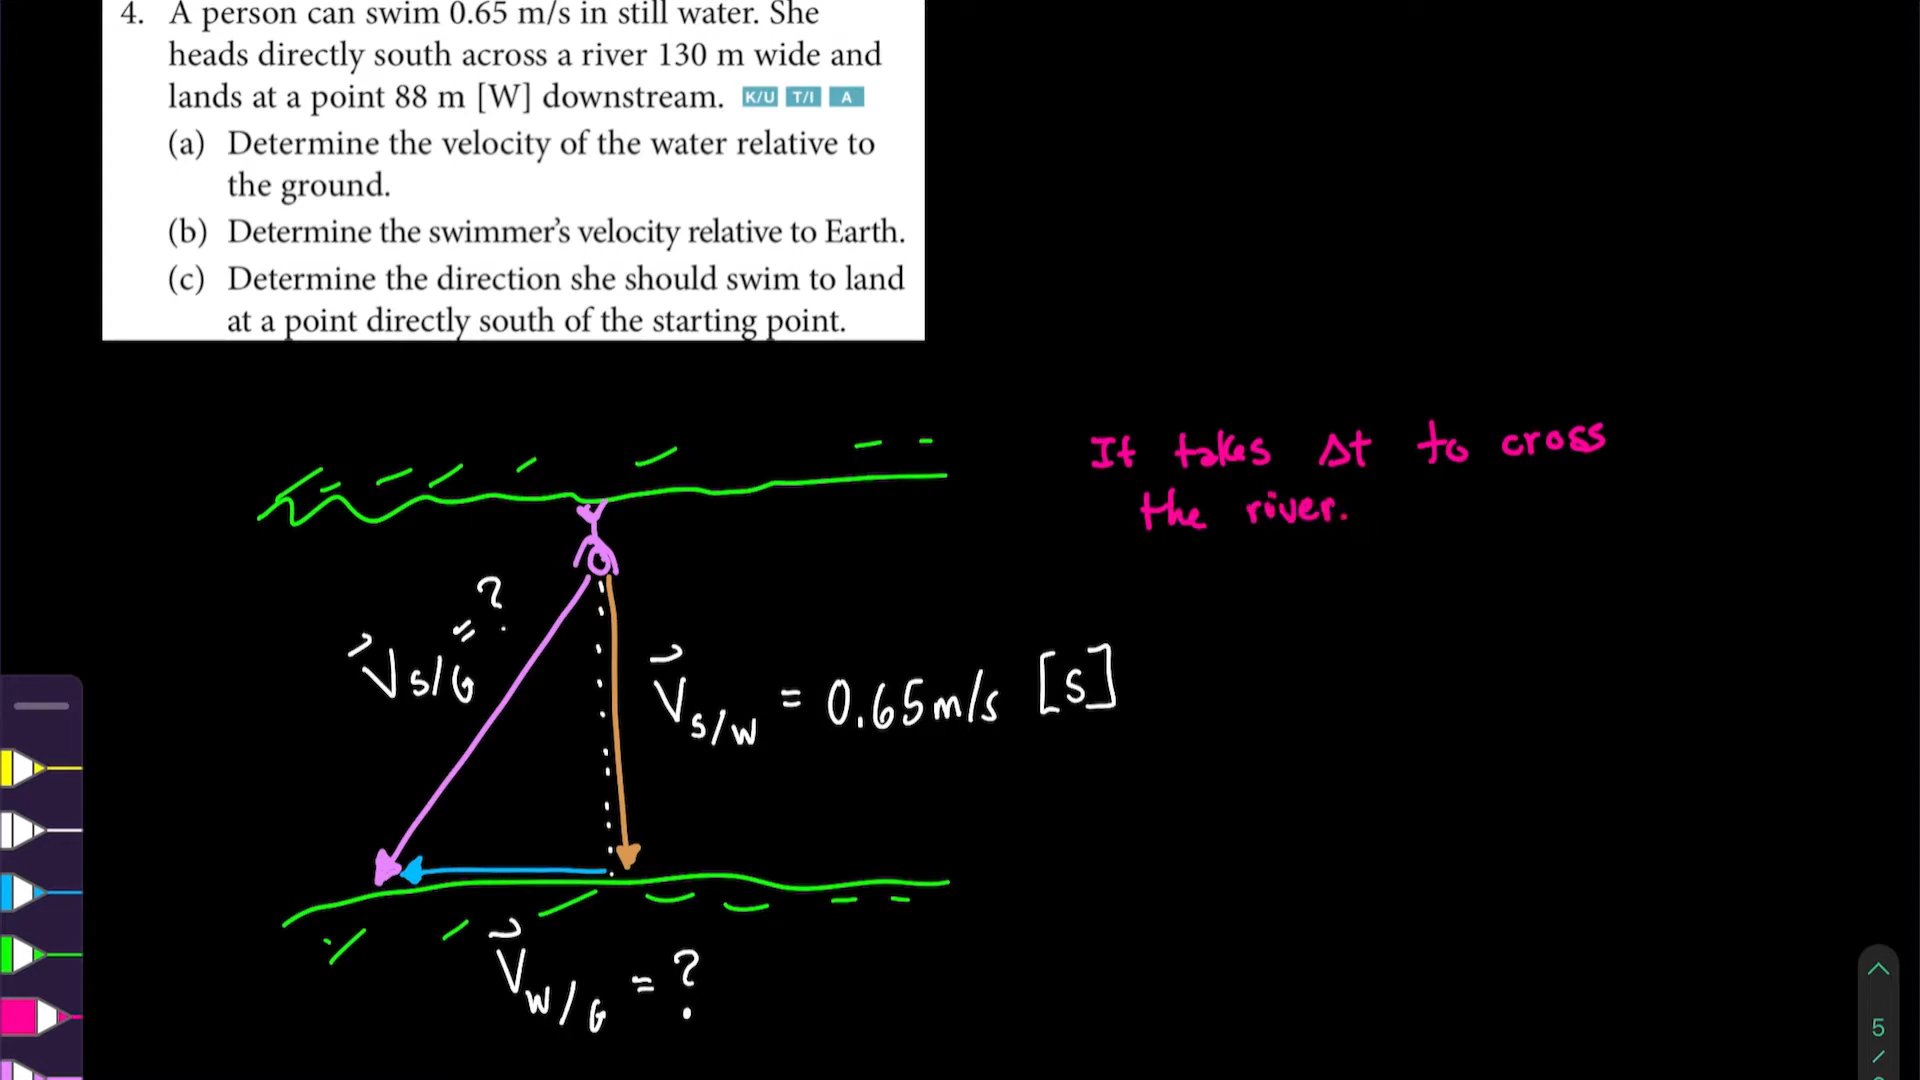 4. A person can swim 0.65 m/s in still water. She
heads directly south across a river 130 m wide and
lands at a point 88 m [W] downstream. K/U T/I A
(a) Determine the velocity of the water relative to
the ground.
(b) Determine the swimmer’s velocity relative to Earth.
(c) Determine the direction she should swim to land
at a point directly south of the starting point.
It takes Δt to cross
the river.
V⃗ S/G = ?
V⃗ S/W = 0.65 m/s [S]
V⃗ W/G = ?
5
/